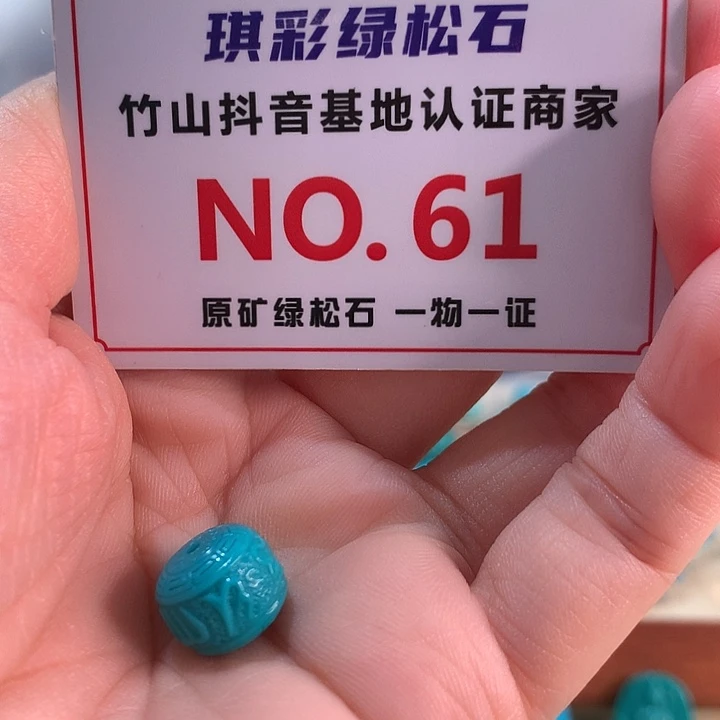 琪彩绿松石
竹山抖音基地认证商家
NO. 61
原矿绿松石 一物一证